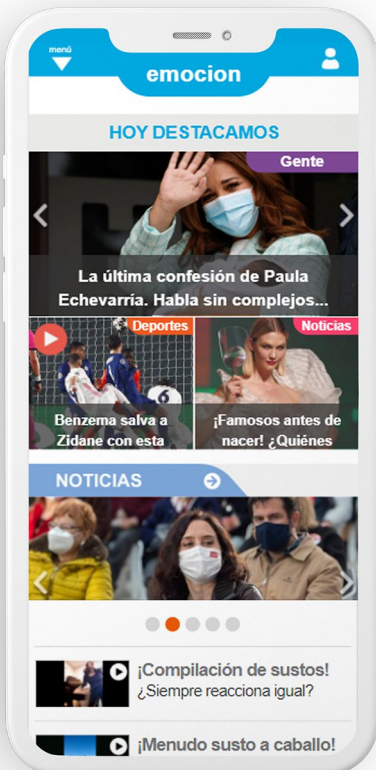 menú
emocion
HOY DESTACAMOS
Gente
La última confesión de Paula
Echevarría. Habla sin complejos...
Deportes
Benzema salva a
Zidane con esta
Noticias
¡Famosos antes de
nacer! ¿Quiénes
NOTICIAS
¡Compilación de sustos!
¿Siempre reacciona igual?
¡Menudo susto a caballo!